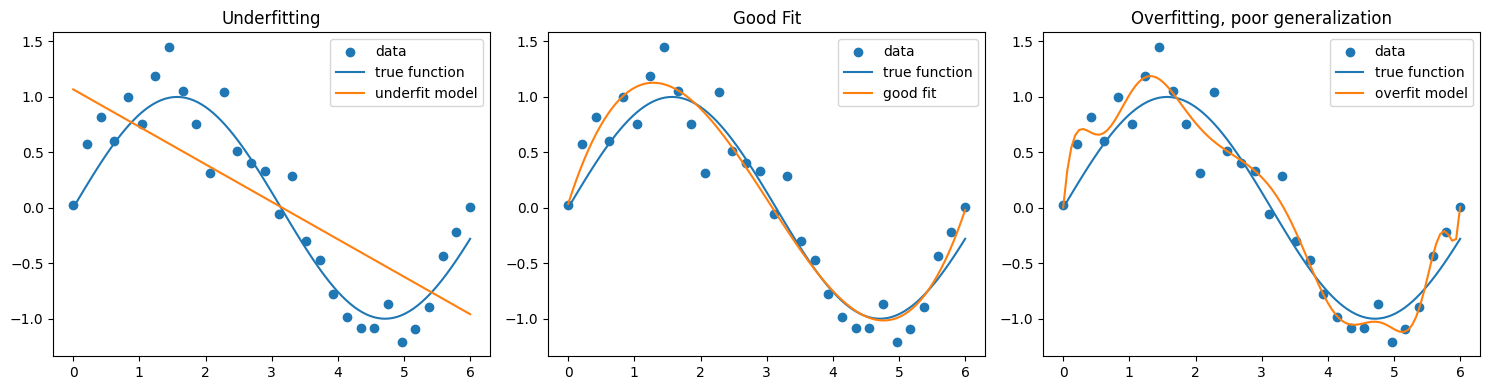 Underfitting
1.5
1.0
0.5
0.0
−0.5
−1.0
0 1 2 3 4 5 6
data
true function
underfit model
Good Fit
1.5
1.0
0.5
0.0
−0.5
−1.0
0 1 2 3 4 5 6
data
true function
good fit
Overfitting, poor generalization
1.5
1.0
0.5
0.0
−0.5
−1.0
0 1 2 3 4 5 6
data
true function
overfit model